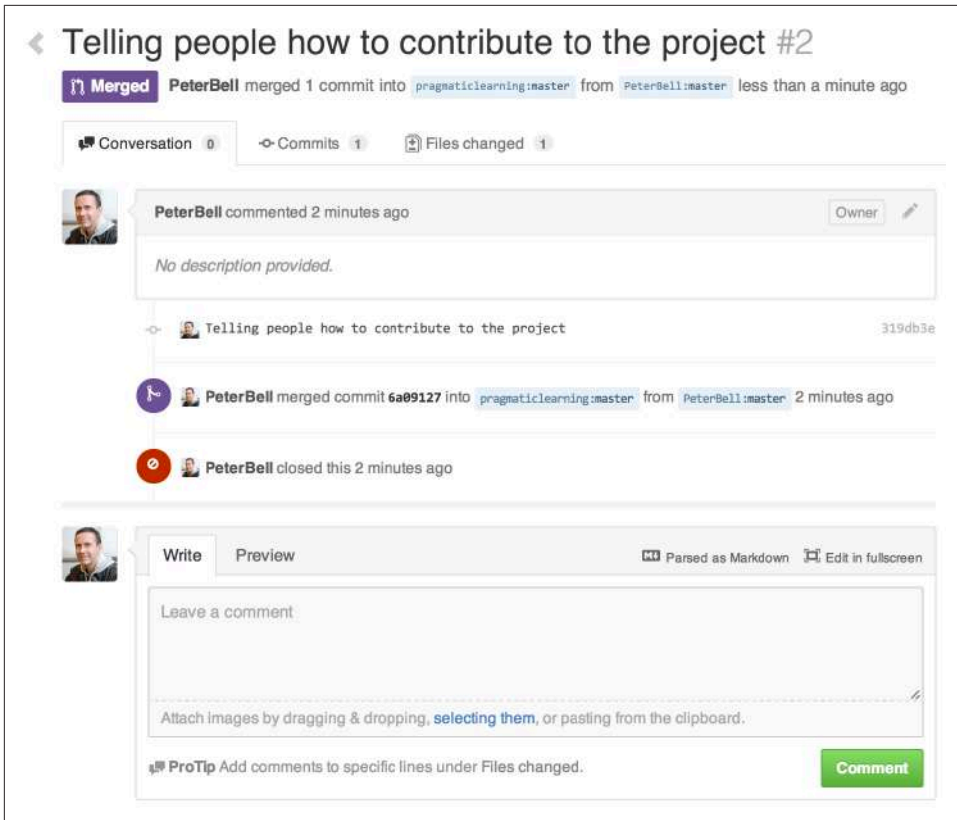 Telling people how to contribute to the project #2
Merged PeterBell merged 1 commit into pragmaticlearning:master from PeterBell:master less than a minute ago
Conversation 0 Commits 1 Files changed 1
PeterBell commented 2 minutes ago Owner
No description provided.
Telling people how to contribute to the project 319db3e
PeterBell merged commit 6a09127 into pragmaticlearning:master from PeterBell:master 2 minutes ago
PeterBell closed this 2 minutes ago
Write Preview Parsed as Markdown Edit in fullscreen
Leave a comment
Attach images by dragging & dropping, selecting them, or pasting from the clipboard.
ProTip Add comments to specific lines under Files changed.
Comment